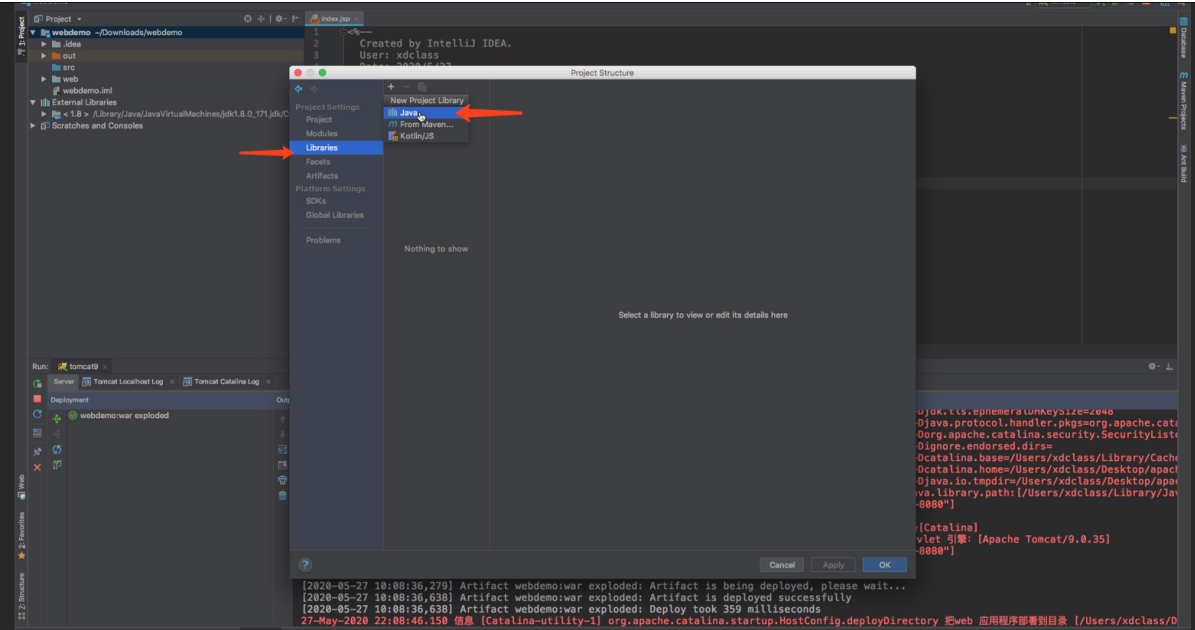 Project
index.jsp
webdemo ~/Downloads/webdemo
.idea
out
src
web
webdemo.iml
External Libraries
< 1.8 > /Library/Java/JavaVirtualMachines/jdk1.8.0_171.jdk/C
Scratches and Consoles
1: Project
1
2
3
<%--
Created by IntelliJ IDEA.
User: xdclass
Date: 2020/5/27
Project Structure
Project Settings
Project
Modules
Libraries
Facets
Artifacts
Platform Settings
SDKs
Global Libraries
Problems
New Project Library
Java
From Maven...
Kotlin/JS
Nothing to show
Select a library to view or edit its details here
? Cancel Apply OK
Database
Maven Projects
Ant Build
Run: tomcat9
Server Tomcat Localhost Log Tomcat Catalina Log
Deployment Outp
webdemo:war exploded
Web
2: Favorites
Z: Structure
-Djdk.tls.ephemeralDHKeySize=2048
-Djava.protocol.handler.pkgs=org.apache.cata
-Dorg.apache.catalina.security.SecurityListe
-Dignore.endorsed.dirs=
-Dcatalina.base=/Users/xdclass/Library/Cache
-Dcatalina.home=/Users/xdclass/Desktop/apach
-Djava.io.tmpdir=/Users/xdclass/Desktop/apac
ava.library.path:[/Users/xdclass/Library/Jav
-8080"]
[Catalina]
vlet 引擎：[Apache Tomcat/9.0.35]
-8080"]
[2020-05-27 10:08:36,279] Artifact webdemo:war exploded: Artifact is being deployed, please wait...
[2020-05-27 10:08:36,638] Artifact webdemo:war exploded: Artifact is deployed successfully
[2020-05-27 10:08:36,638] Artifact webdemo:war exploded: Deploy took 359 milliseconds
27-May-2020 22:08:46.150 信息 [Catalina-utility-1] org.apache.catalina.startup.HostConfig.deployDirectory 把web 应用程序部署到目录 [/Users/xdclass/D